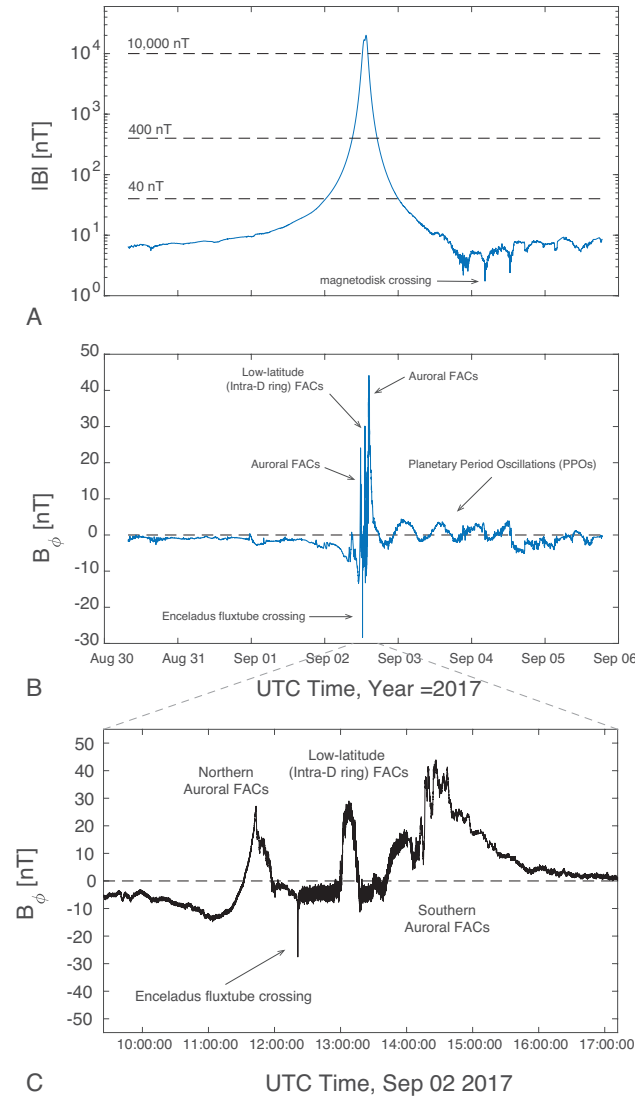 10^4
10^3
10^2
10^1
10^0
|B| [nT]
10,000 nT
400 nT
40 nT
magnetodisk crossing
A
50
40
30
20
10
0
-10
-20
-30
B_ϕ [nT]
Low-latitude
(Intra-D ring) FACs
Auroral FACs
Auroral FACs
Planetary Period Oscillations (PPOs)
Enceladus fluxtube crossing
Aug 30 Aug 31 Sep 01 Sep 02 Sep 03 Sep 04 Sep 05 Sep 06
B
UTC Time, Year =2017
50
40
30
20
10
0
-10
-20
-30
-40
-50
B_ϕ [nT]
Northern
Auroral FACs
Low-latitude
(Intra-D ring) FACs
Southern
Auroral FACs
Enceladus fluxtube crossing
10:00:00 11:00:00 12:00:00 13:00:00 14:00:00 15:00:00 16:00:00 17:00:00
C
UTC Time, Sep 02 2017